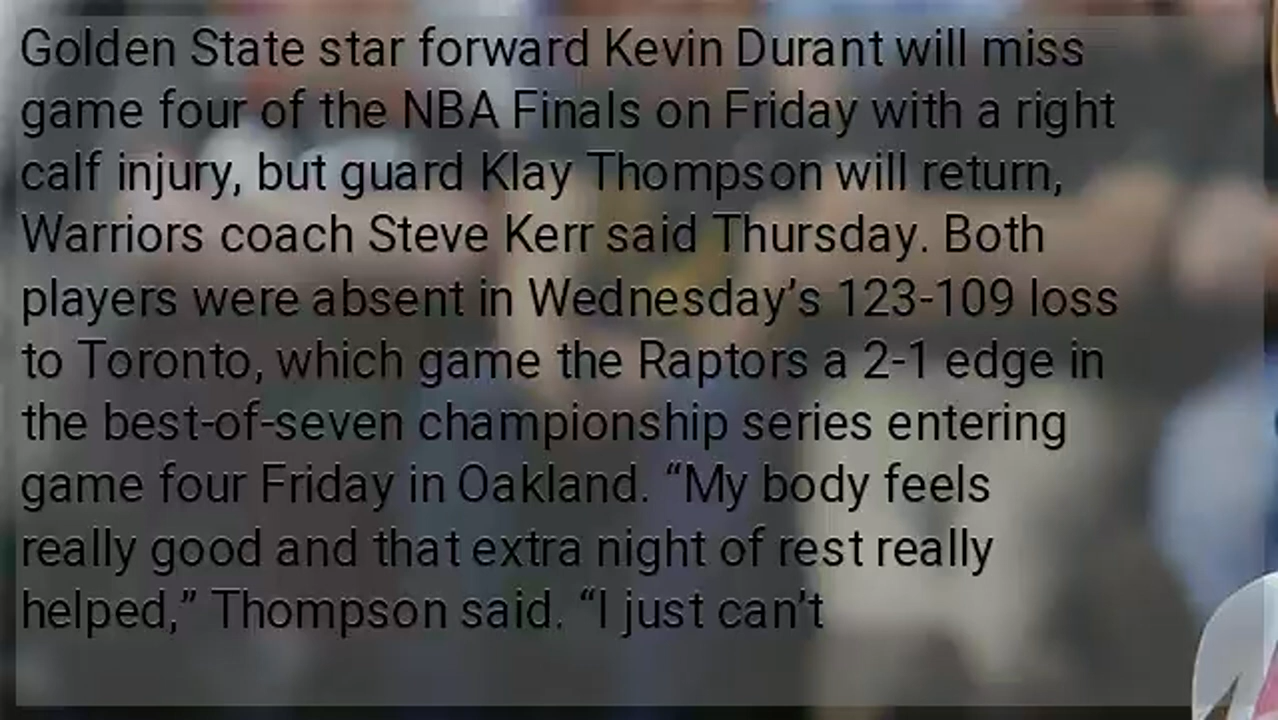 Golden State star forward Kevin Durant will miss
game four of the NBA Finals on Friday with a right
calf injury, but guard Klay Thompson will return,
Warriors coach Steve Kerr said Thursday. Both
players were absent in Wednesday’s 123-109 loss
to Toronto, which game the Raptors a 2-1 edge in
the best-of-seven championship series entering
game four Friday in Oakland. “My body feels
really good and that extra night of rest really
helped,” Thompson said. “I just can’t